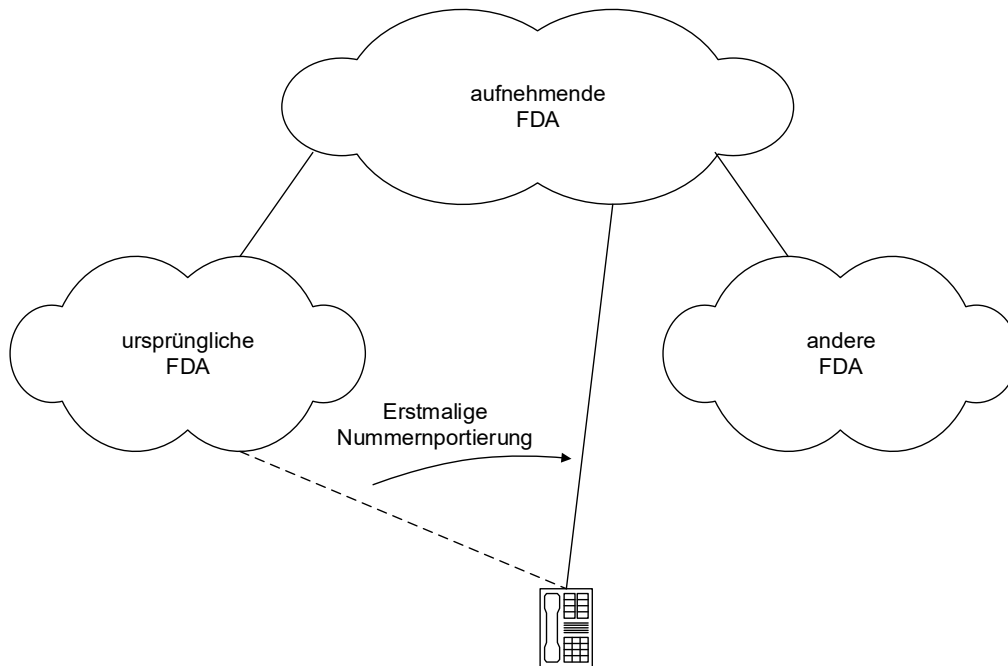 aufnehmende
FDA
ursprüngliche
FDA
andere
FDA
Erstmalige
Nummernportierung